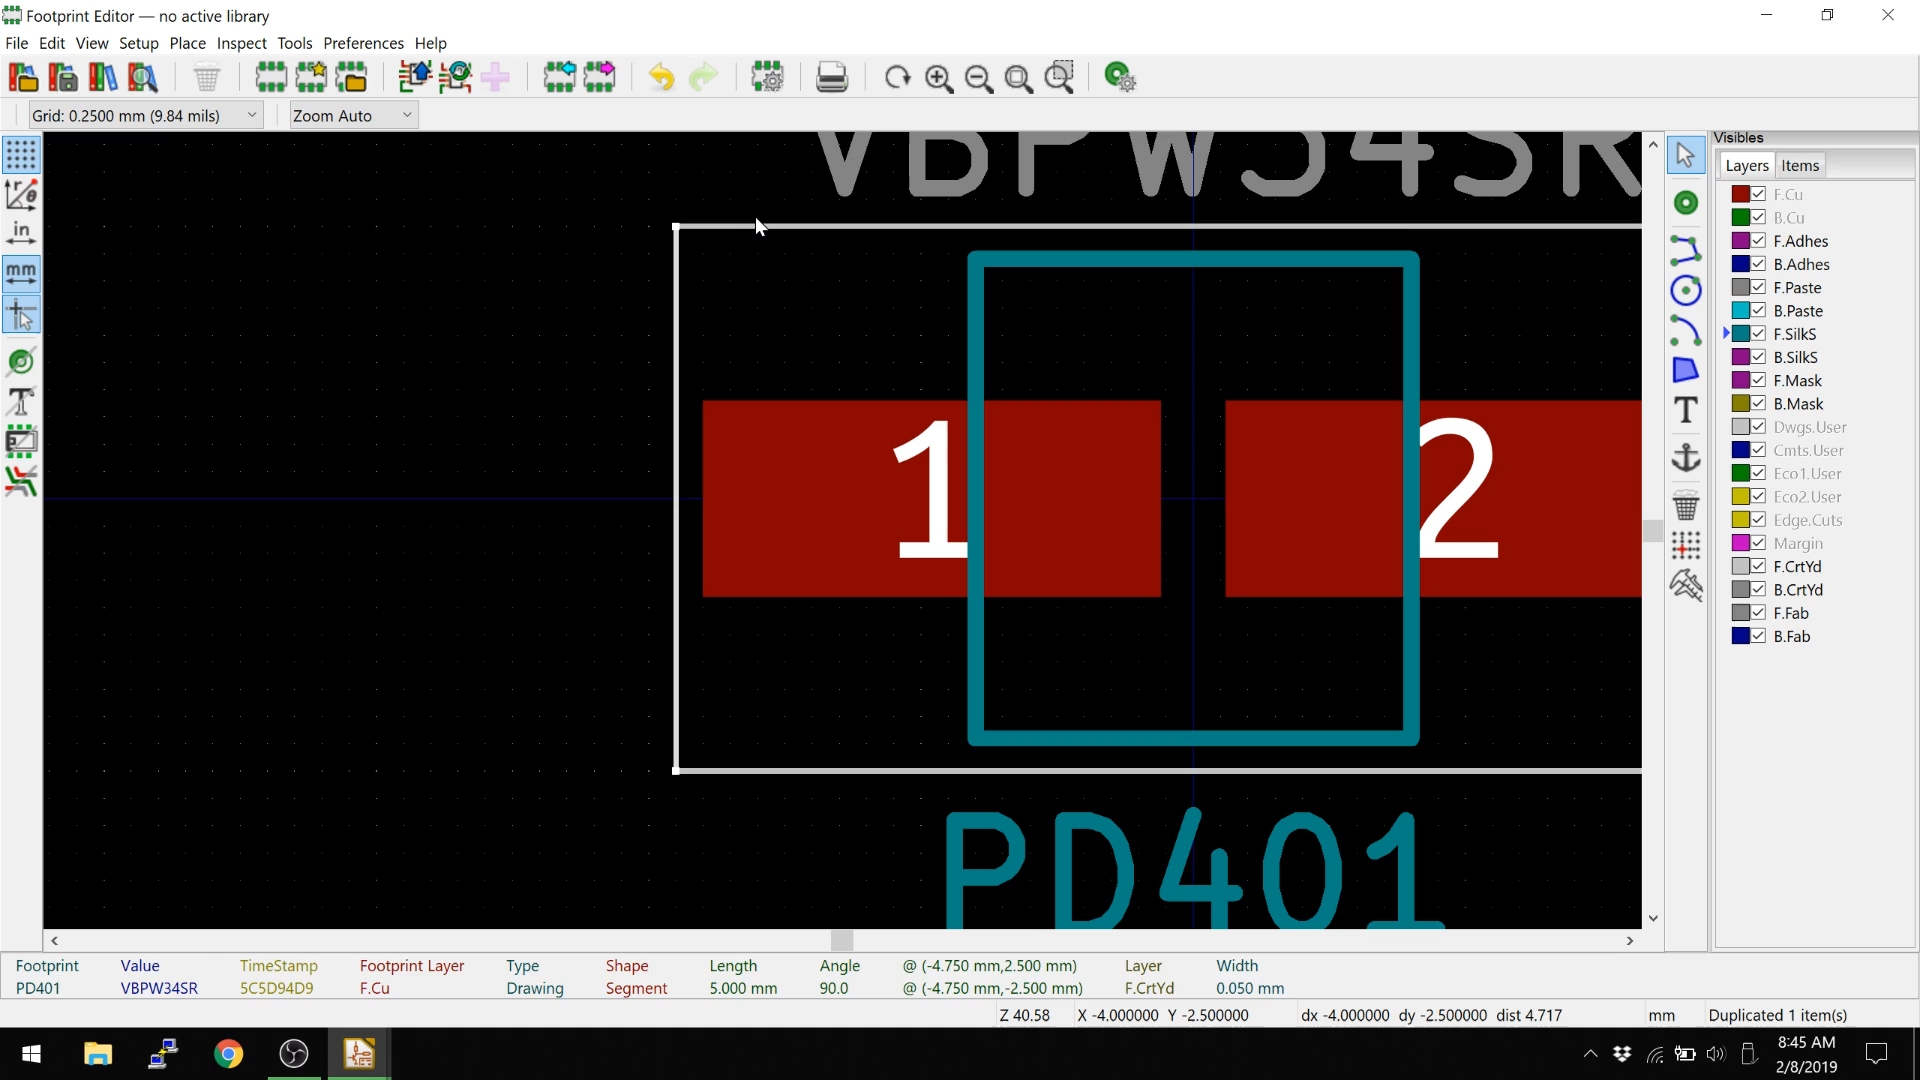 Footprint Editor — no active library
File Edit View Setup Place Inspect Tools Preferences Help
Grid: 0.2500 mm (9.84 mils) Zoom Auto
in
mm
VBPW34SR
1 2
PD401
Visibles
Layers Items
F.Cu
B.Cu
F.Adhes
B.Adhes
F.Paste
B.Paste
F.SilkS
B.SilkS
F.Mask
B.Mask
Dwgs.User
Cmts.User
Eco1.User
Eco2.User
Edge.Cuts
Margin
F.CrtYd
B.CrtYd
F.Fab
B.Fab
Footprint Value TimeStamp Footprint Layer Type Shape Length Angle @ (-4.750 mm,2.500 mm) Layer Width
PD401 VBPW34SR 5C5D94D9 F.Cu Drawing Segment 5.000 mm 90.0 @ (-4.750 mm,-2.500 mm) F.CrtYd 0.050 mm
Z 40.58 X -4.000000 Y -2.500000 dx -4.000000 dy -2.500000 dist 4.717 mm Duplicated 1 item(s)
8:45 AM
2/8/2019